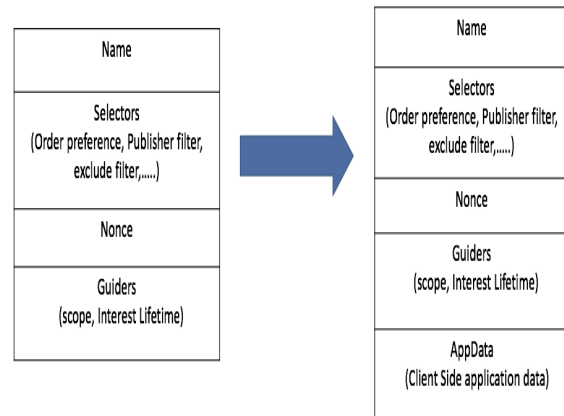 Name
Selectors
(Order preference, Publisher filter,
exclude filter,.....)
Nonce
Guiders
(scope, Interest Lifetime)
Name
Selectors
(Order preference, Publisher filter,
exclude filter,.....)
Nonce
Guiders
(scope, Interest Lifetime)
AppData
(Client Side application data)